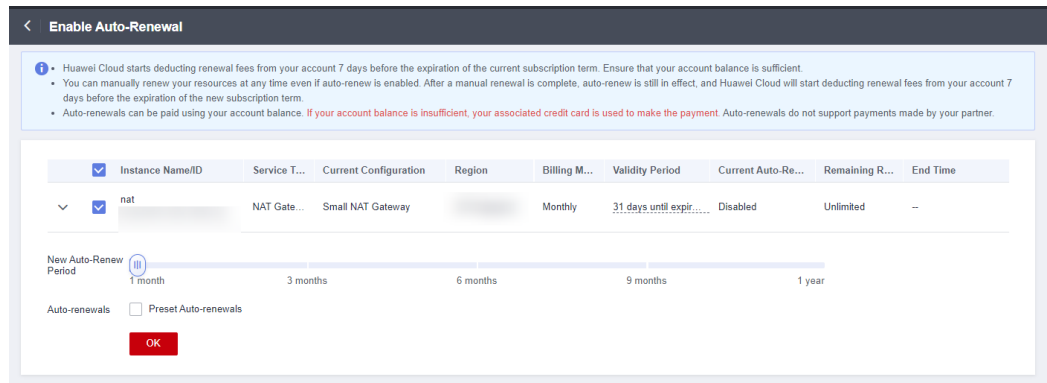 Enable Auto-Renewal
Huawei Cloud starts deducting renewal fees from your account 7 days before the expiration of the current subscription term. Ensure that your account balance is sufficient.
You can manually renew your resources at any time even if auto-renew is enabled. After a manual renewal is complete, auto-renew is still in effect, and Huawei Cloud will start deducting renewal fees from your account 7
days before the expiration of the new subscription term.
Auto-renewals can be paid using your account balance. If your account balance is insufficient, your associated credit card is used to make the payment. Auto-renewals do not support payments made by your partner.
Instance Name/ID Service T... Current Configuration Region Billing M... Validity Period Current Auto-Re... Remaining R... End Time
nat
NAT Gate... Small NAT Gateway Monthly 31 days until expir... Disabled Unlimited --
New Auto-Renew
Period
1 month 3 months 6 months 9 months 1 year
Auto-renewals Preset Auto-renewals
OK